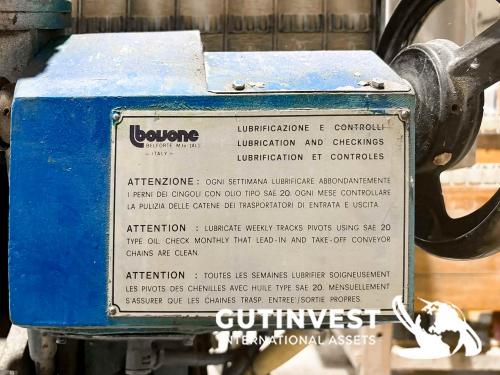 bovone
BELFORTE M.to (AL)
- ITALY -
LUBRIFICAZIONE E CONTROLLI
LUBRICATION AND CHECKINGS
LUBRIFICATION ET CONTROLES
ATTENZIONE : OGNI SETTIMANA LUBRIFICARE ABBONDANTEMENTE
I PERNI DEI CINGOLI CON OLIO TIPO SAE 20. OGNI MESE CONTROLLARE
LA PULIZIA DELLE CATENE DEI TRASPORTATORI DI ENTRATA E USCITA.
ATTENTION : LUBRICATE WEEKLY TRACKS PIVOTS USING SAE 20
TYPE OIL. CHECK MONTHLY THAT LEAD-IN AND TAKE-OFF CONVEYOR
CHAINS ARE CLEAN.
ATTENTION : TOUTES LES SEMAINES LUBRIFIER SOIGNEUSEMENT
LES PIVOTS DES CHENILLES AVEC HUILE TYPE SAE 20. MENSUELLEMENT
S'ASSURER QUE LES CHAINES TRASP. ENTREE'/SORTIE PROPRES.
GUTINVEST
INTERNATIONAL ASSETS